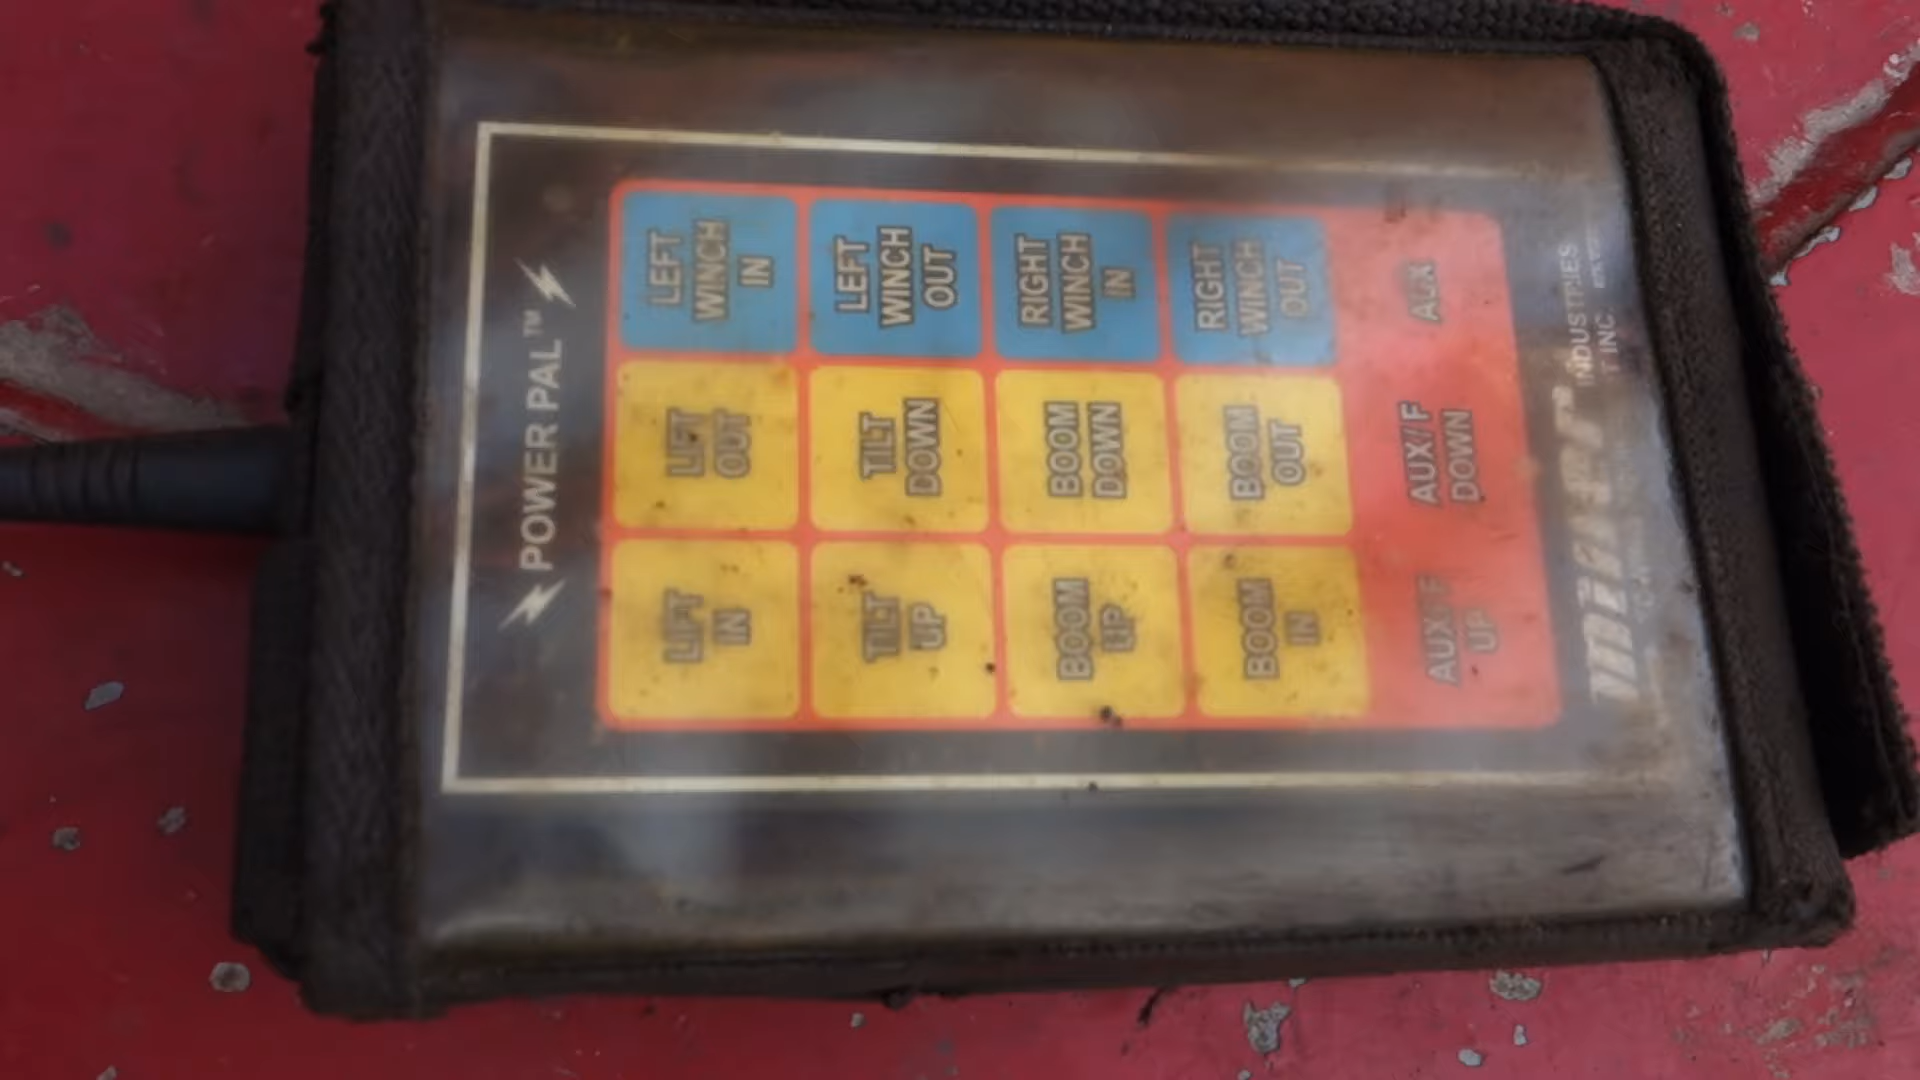 POWER PAL™
LIFT
IN
LIFT
OUT
LEFT
WINCH
IN
TILT
UP
TILT
DOWN
LEFT
WINCH
OUT
BOOM
UP
BOOM
DOWN
RIGHT
WINCH
IN
BOOM
IN
BOOM
OUT
RIGHT
WINCH
OUT
AUX/F
UP
AUX/F
DOWN
AUX
miller INDUSTRIES
INC.